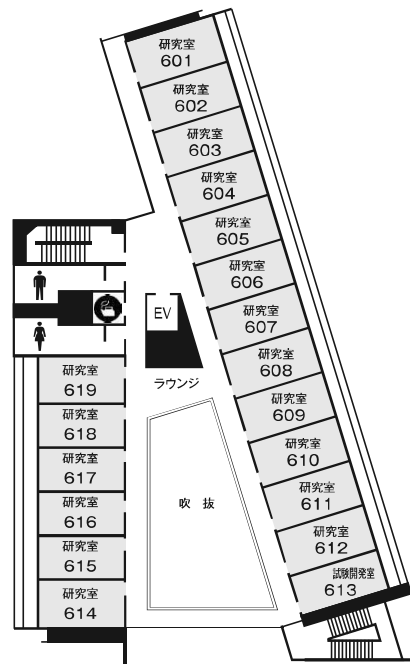 研究室
601
研究室
602
研究室
603
研究室
604
研究室
605
研究室
606
研究室
607
研究室
608
研究室
609
研究室
610
研究室
611
研究室
612
試験開発室
613
EV
ラウンジ
吹 抜
研究室
619
研究室
618
研究室
617
研究室
616
研究室
615
研究室
614